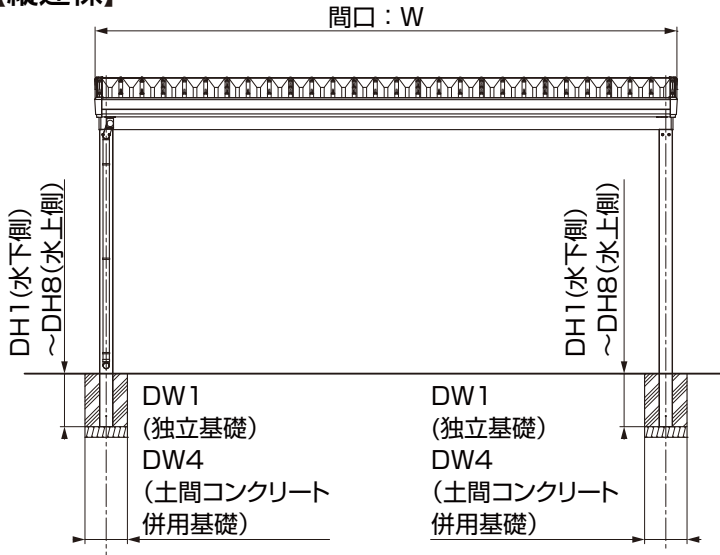 【縦連棟】
間口：W
DH1(水下側)
～DH8(水上側)
DH1(水下側)
～DH8(水上側)
DW1
(独立基礎)
DW4
(土間コンクリート
併用基礎)
DW1
(独立基礎)
DW4
(土間コンクリート
併用基礎)